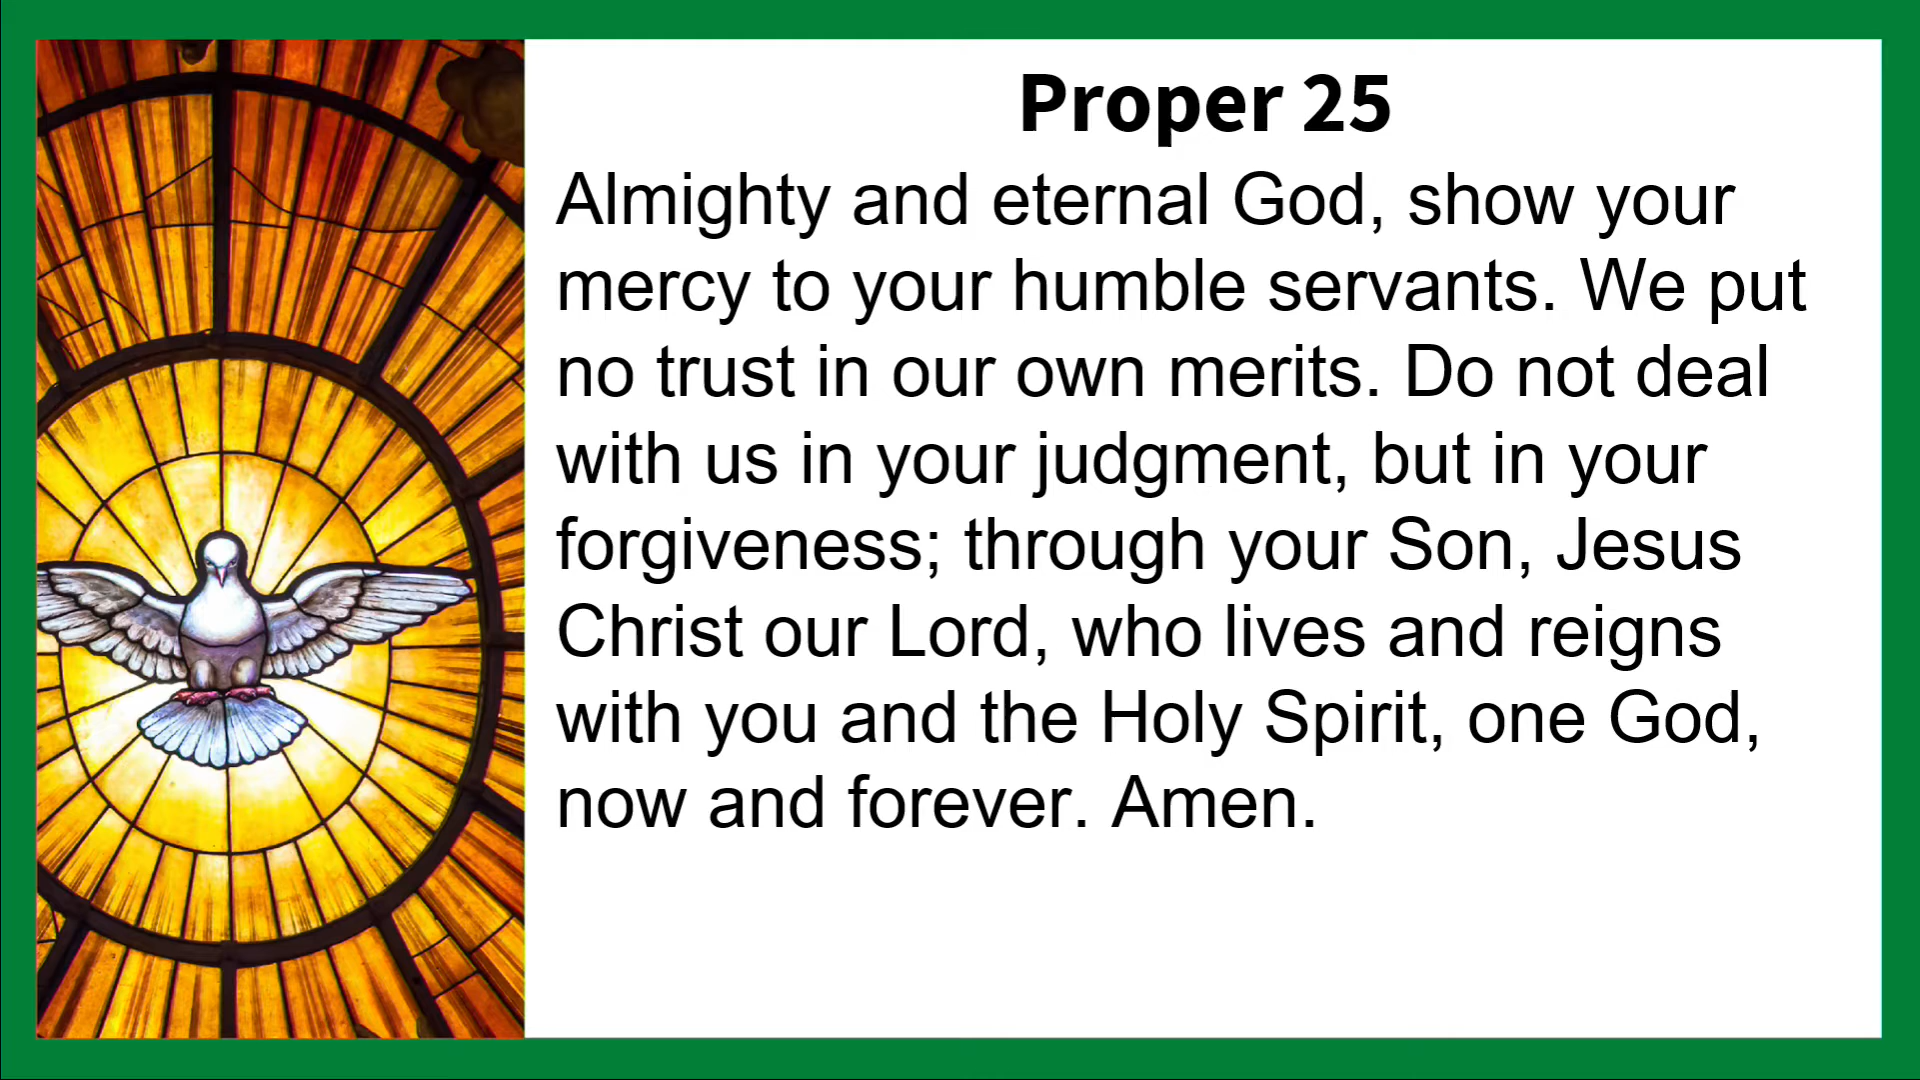 Proper 25
Almighty and eternal God, show your
mercy to your humble servants. We put
no trust in our own merits. Do not deal
with us in your judgment, but in your
forgiveness; through your Son, Jesus
Christ our Lord, who lives and reigns
with you and the Holy Spirit, one God,
now and forever. Amen.